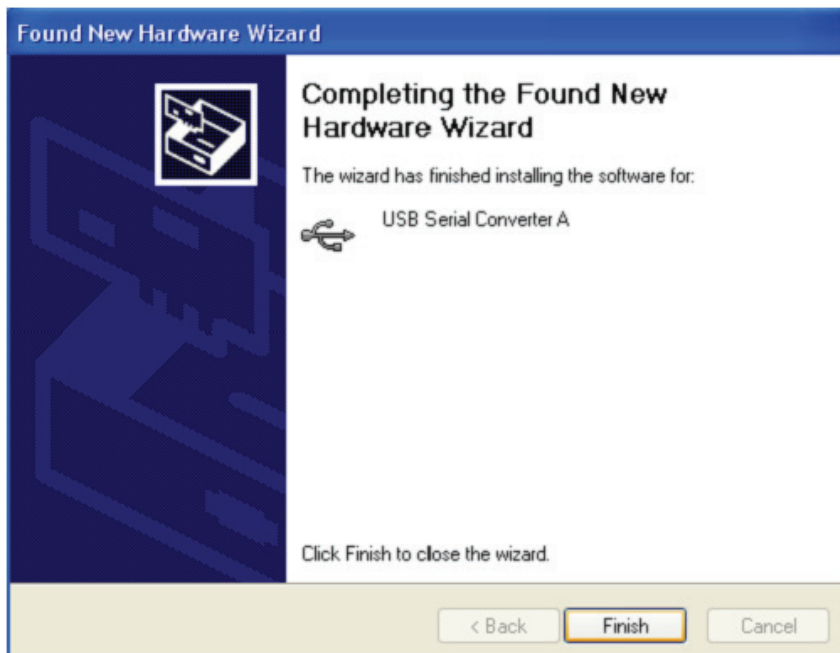 Found New Hardware Wizard
Completing the Found New
Hardware Wizard
The wizard has finished installing the software for:
USB Serial Converter A
Click Finish to close the wizard.
< Back
Finish
Cancel